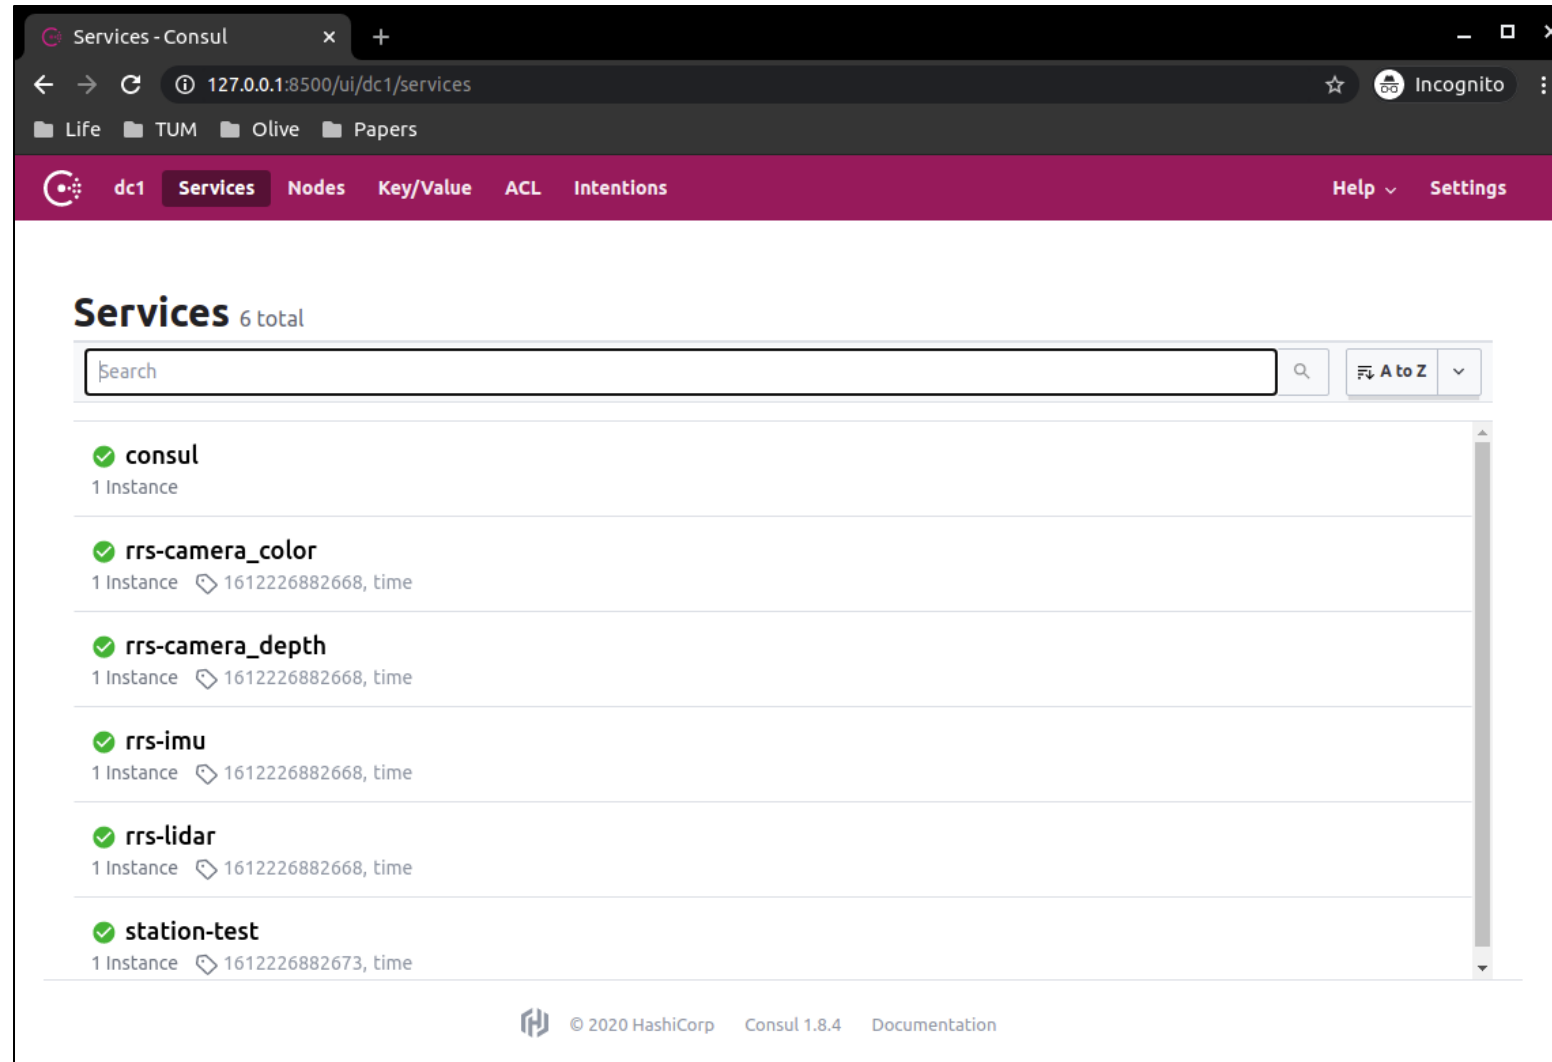 Services - Consul
127.0.0.1:8500/ui/dc1/services
Incognito
Life TUM Olive Papers
dc1 Services Nodes Key/Value ACL Intentions Help Settings
Services 6 total
Search
A to Z
consul
1 Instance
rrs-camera_color
1 Instance 1612226882668, time
rrs-camera_depth
1 Instance 1612226882668, time
rrs-imu
1 Instance 1612226882668, time
rrs-lidar
1 Instance 1612226882668, time
station-test
1 Instance 1612226882673, time
© 2020 HashiCorp Consul 1.8.4 Documentation